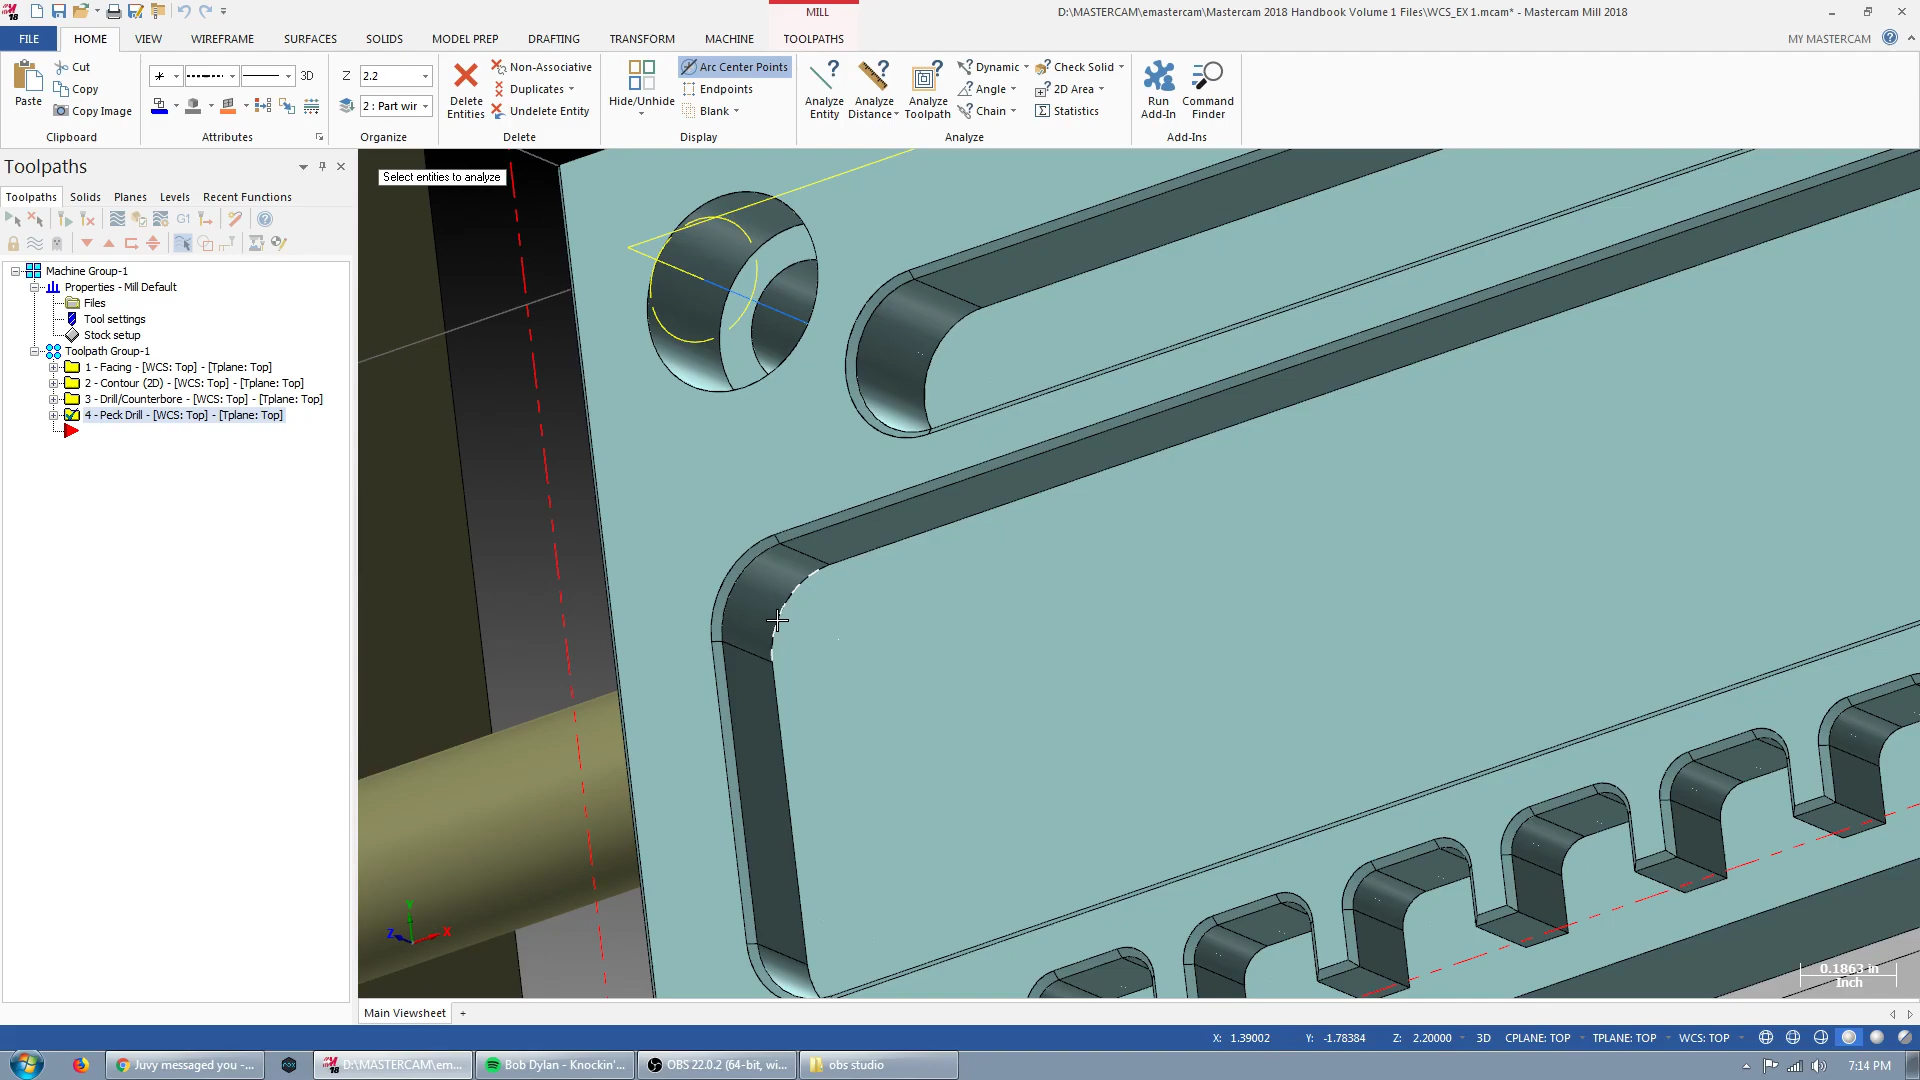 MILL
D:\MASTERCAM\emastercam\Mastercam 2018 Handbook Volume 1 Files\WCS_EX 1.mcam* - Mastercam Mill 2018
FILE HOME VIEW WIREFRAME SURFACES SOLIDS MODEL PREP DRAFTING TRANSFORM MACHINE TOOLPATHS MY MASTERCAM
Paste
Cut
Copy
Copy Image
Clipboard
3D
Attributes
Z 2.2
2 : Part wir
Organize
Delete Entities
Non-Associative
Duplicates
Undelete Entity
Delete
Hide/Unhide
Arc Center Points
Endpoints
Blank
Display
Analyze Entity
Analyze Distance
Analyze Toolpath
Dynamic
Angle
Chain
Check Solid
2D Area
Statistics
Analyze
Run Add-In
Command Finder
Add-Ins
Toolpaths
Toolpaths Solids Planes Levels Recent Functions
G1
Machine Group-1
Properties - Mill Default
Files
Tool settings
Stock setup
Toolpath Group-1
1 - Facing - [WCS: Top] - [Tplane: Top]
2 - Contour (2D) - [WCS: Top] - [Tplane: Top]
3 - Drill/Counterbore - [WCS: Top] - [Tplane: Top]
4 - Peck Drill - [WCS: Top] - [Tplane: Top]
Select entities to analyze
Y
Z
X
0.1863 in
Inch
Main Viewsheet +
X: 1.39002 Y: -1.78384 Z: 2.20000 3D CPLANE: TOP TPLANE: TOP WCS: TOP
Juvy messaged you -...
D:\MASTERCAM\em...
Bob Dylan - Knockin'...
OBS 22.0.2 (64-bit, wi...
obs studio
7:14 PM